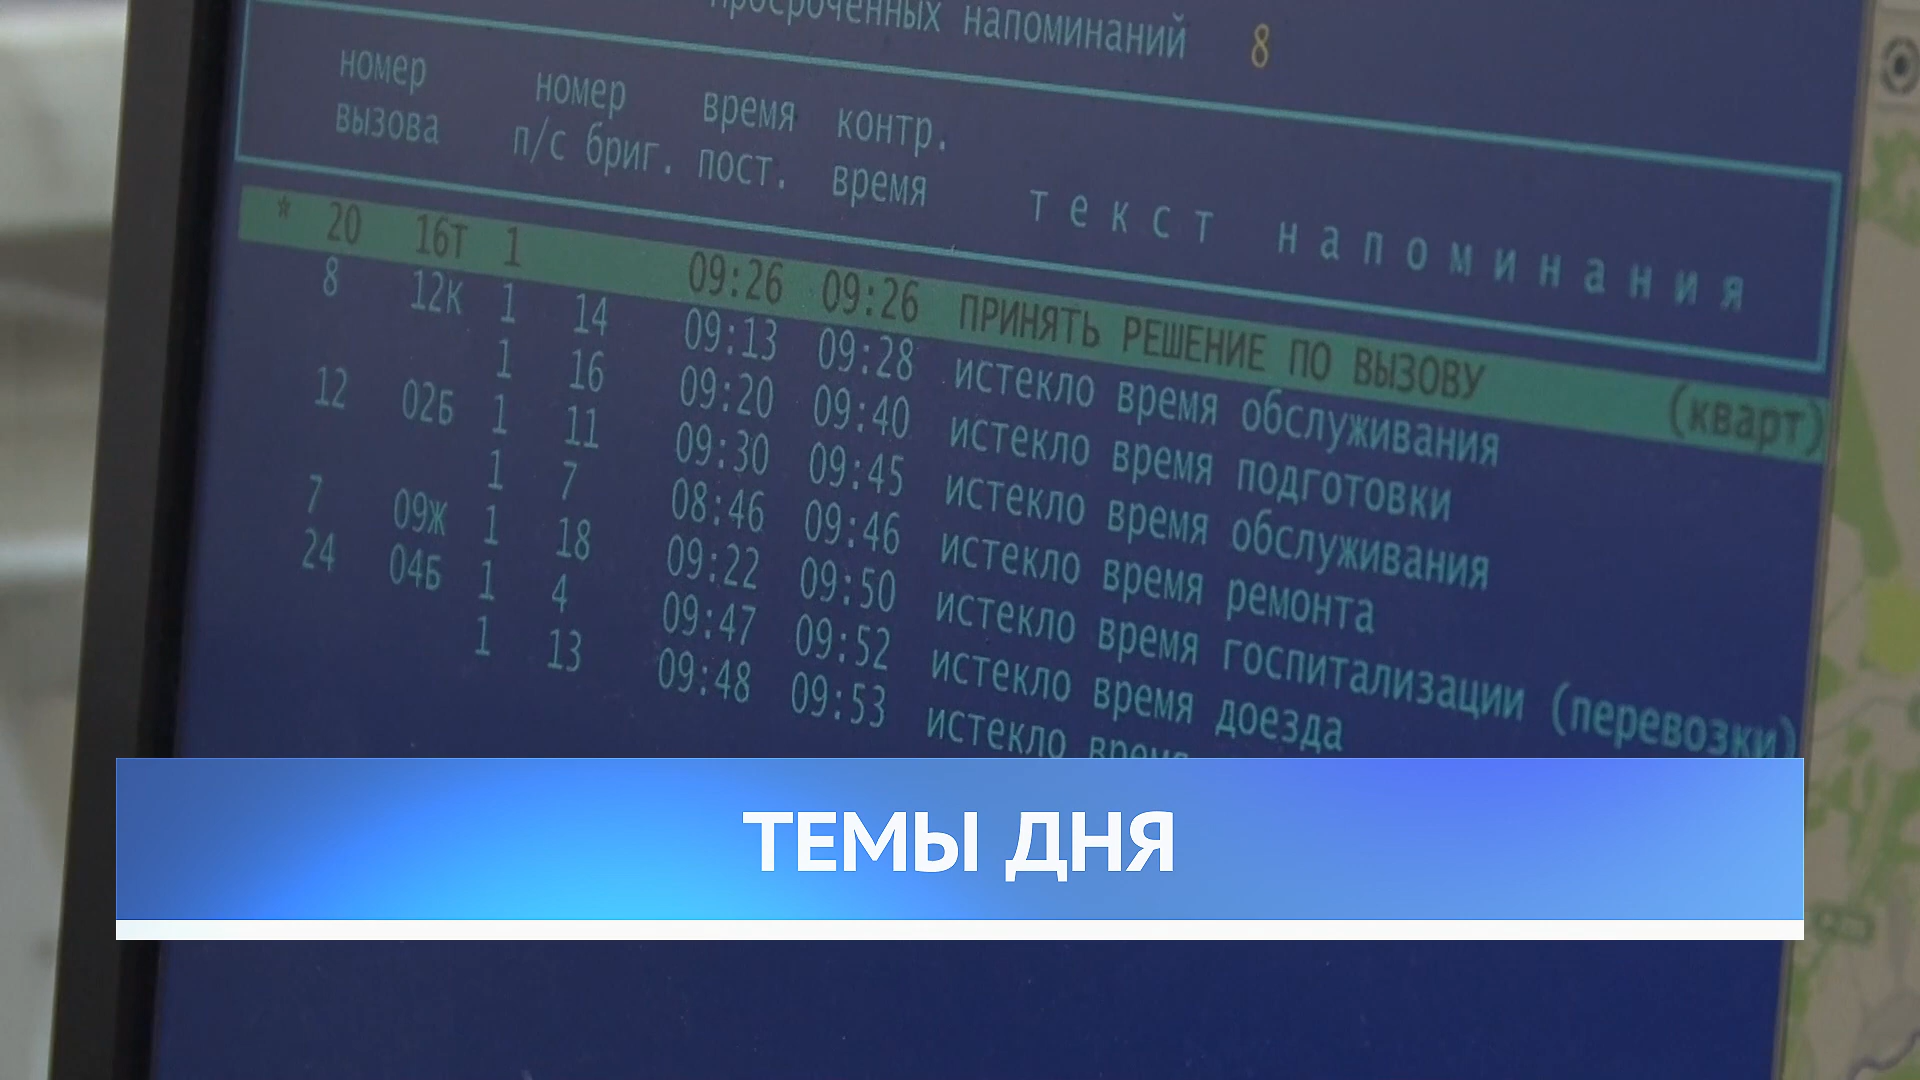 просроченных напоминаний 8
номер номер время контр.
вызова п/с бриг. пост. время текст напоминания
* 20 16т 1 09:26 09:26 ПРИНЯТЬ РЕШЕНИЕ ПО ВЫЗОВУ (кварт)
8 12К 1 14 09:13 09:28 истекло время обслуживания
1 16 09:20 09:40 истекло время подготовки
12 02Б 1 11 09:30 09:45 истекло время обслуживания
1 7 08:46 09:46 истекло время ремонта
7 09Ж 1 18 09:22 09:50 истекло время госпитализации (перевозки)
24 04Б 1 4 09:47 09:52 истекло время доезда
1 13 09:48 09:53 истекло время
ТЕМЫ ДНЯ